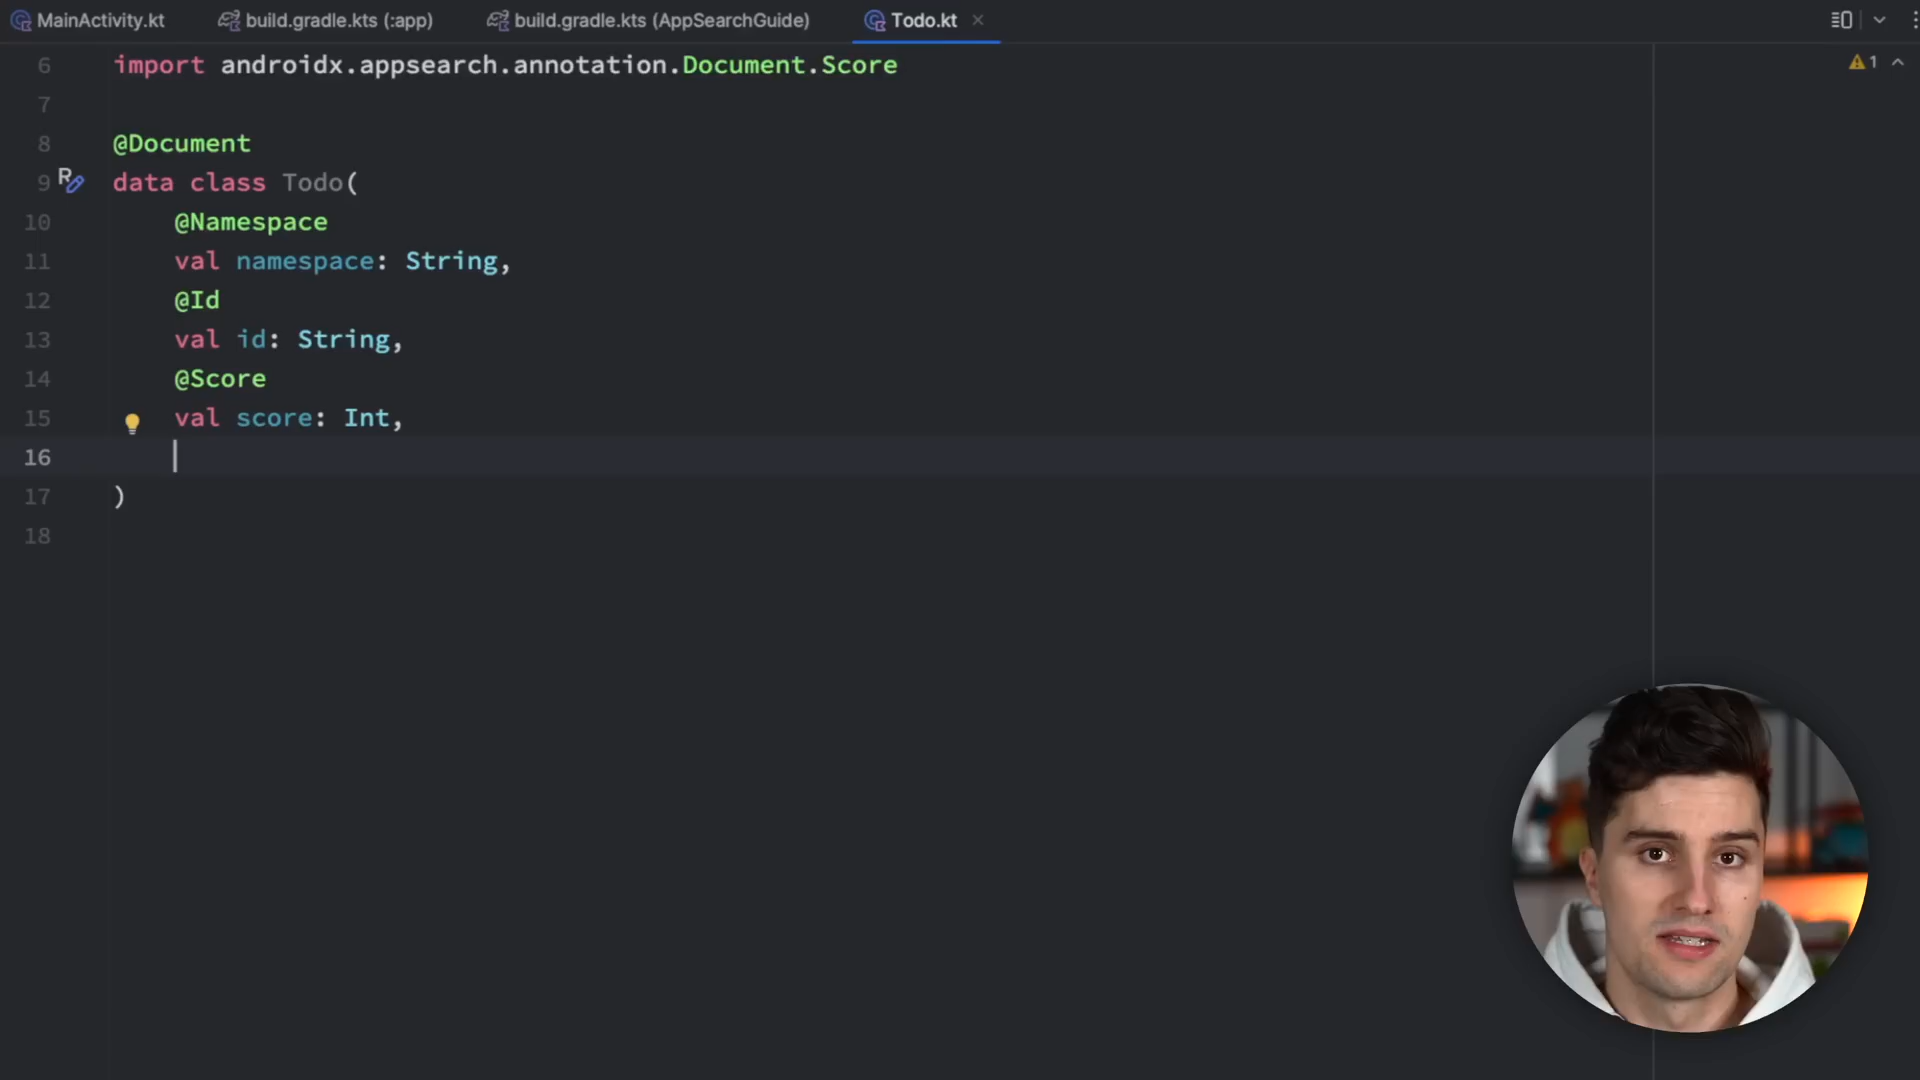 MainActivity.kt build.gradle.kts (:app) build.gradle.kts (AppSearchGuide) Todo.kt
6 import androidx.appsearch.annotation.Document.Score
1
7
8 @Document
9 data class Todo(
10 @Namespace
11 val namespace: String,
12 @Id
13 val id: String,
14 @Score
15 val score: Int,
16
17 )
18